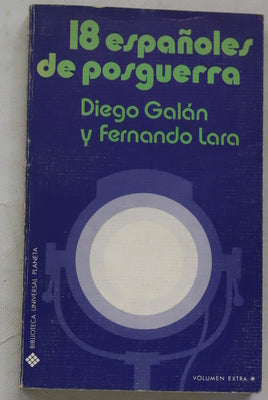 18 españoles
de posguerra
Diego Galán
y Fernando Lara
BIBLIOTECA UNIVERSAL PLANETA
VOLUMEN EXTRA